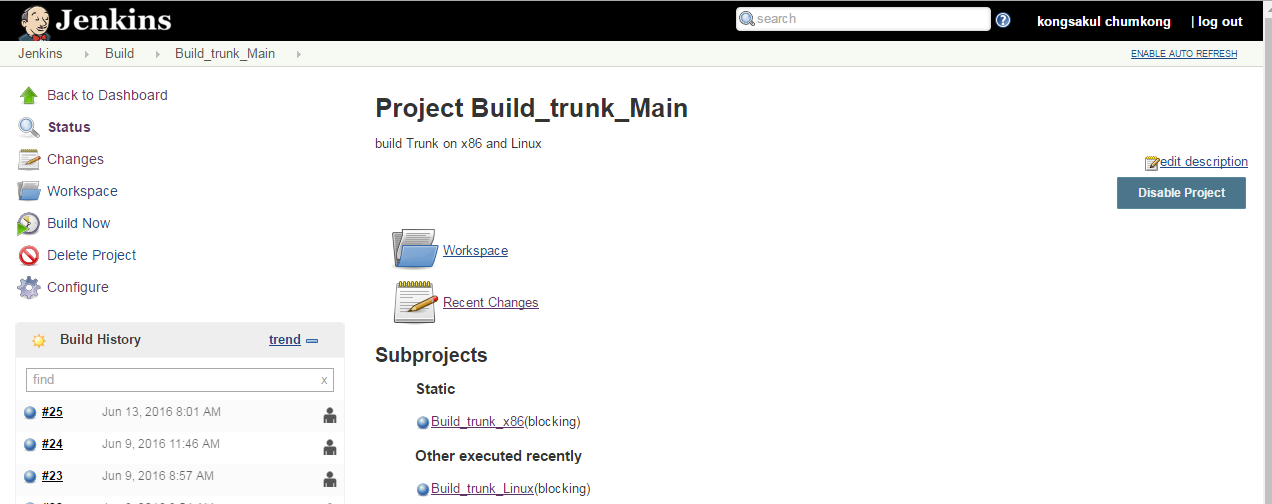 Jenkins
search
kongsakul chumkong | log out
Jenkins Build Build_trunk_Main
ENABLE AUTO REFRESH
Back to Dashboard
Status
Changes
Workspace
Build Now
Delete Project
Configure
Build History trend
find x
#25 Jun 13, 2016 8:01 AM
#24 Jun 9, 2016 11:46 AM
#23 Jun 9, 2016 8:57 AM
Project Build_trunk_Main
build Trunk on x86 and Linux
edit description
Disable Project
Workspace
Recent Changes
Subprojects
Static
Build_trunk_x86(blocking)
Other executed recently
Build_trunk_Linux(blocking)